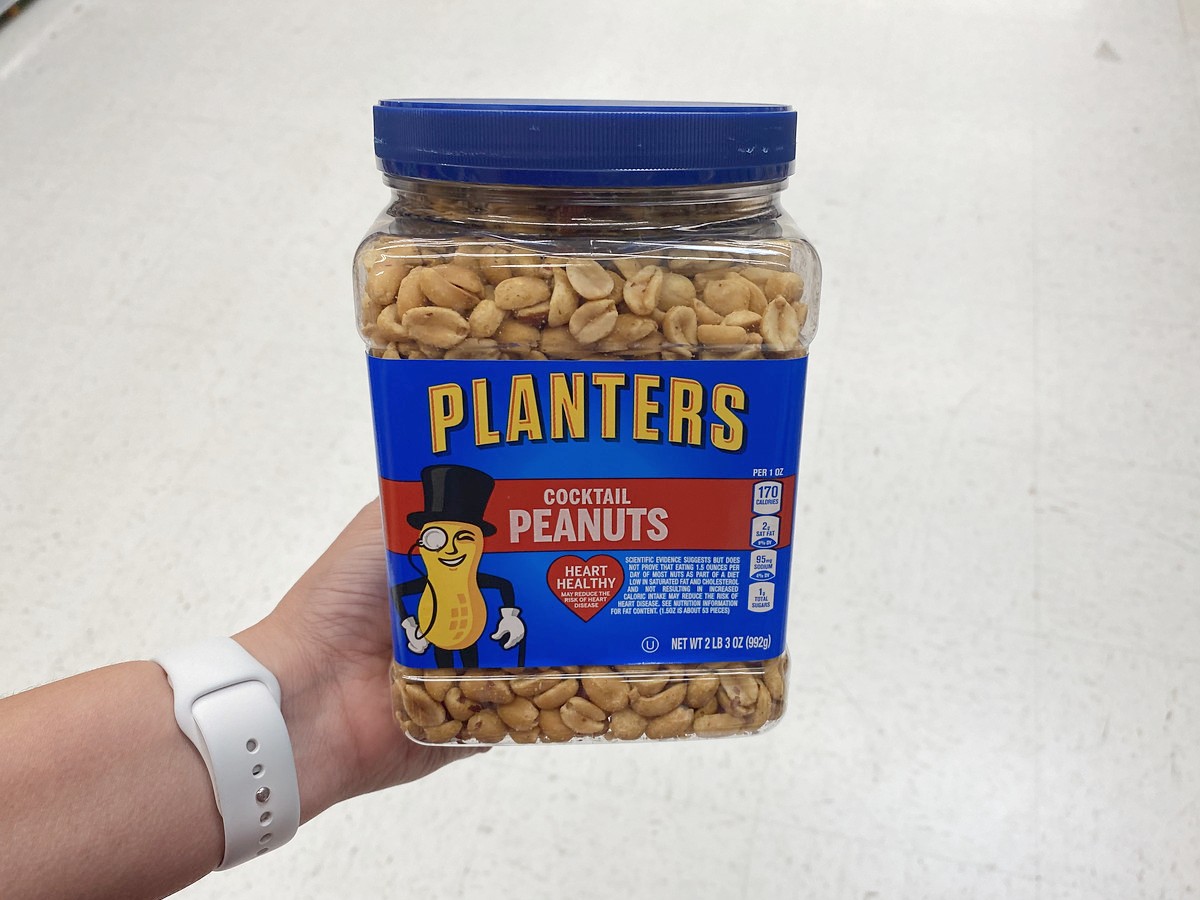 PLANTERS
COCKTAIL
PEANUTS
PER 1 OZ
170
CALORIES
2g
SAT FAT
9% DV
95mg
SODIUM
4% DV
1g
TOTAL
SUGARS
HEART
HEALTHY
MAY REDUCE THE
RISK OF HEART
DISEASE
SCIENTIFIC EVIDENCE SUGGESTS BUT DOES
NOT PROVE THAT EATING 1.5 OUNCES PER
DAY OF MOST NUTS AS PART OF A DIET
LOW IN SATURATED FAT AND CHOLESTEROL
AND NOT RESULTING IN INCREASED
CALORIC INTAKE MAY REDUCE THE RISK OF
HEART DISEASE. SEE NUTRITION INFORMATION
FOR FAT CONTENT. (1.5OZ IS ABOUT 53 PIECES)
U
NET WT 2 LB 3 OZ (992g)